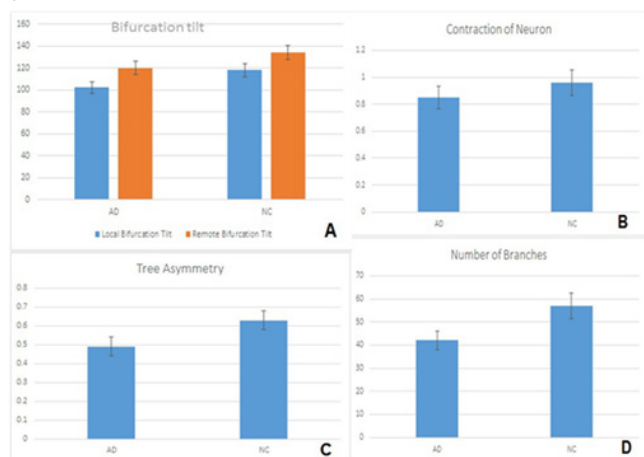 Bifurcation tilt
160
140
120
100
80
60
40
20
0
AD
NC
Local Bifurcation Tilt
Remote Bifurcation Tilt
A
Contraction of Neuron
1.2
1
0.8
0.6
0.4
0.2
0
AD
NC
B
Tree Asymmetry
0.8
0.7
0.6
0.5
0.4
0.3
0.2
0.1
0
AD
NC
C
Number of Branches
70
60
50
40
30
20
10
0
AD
NC
D